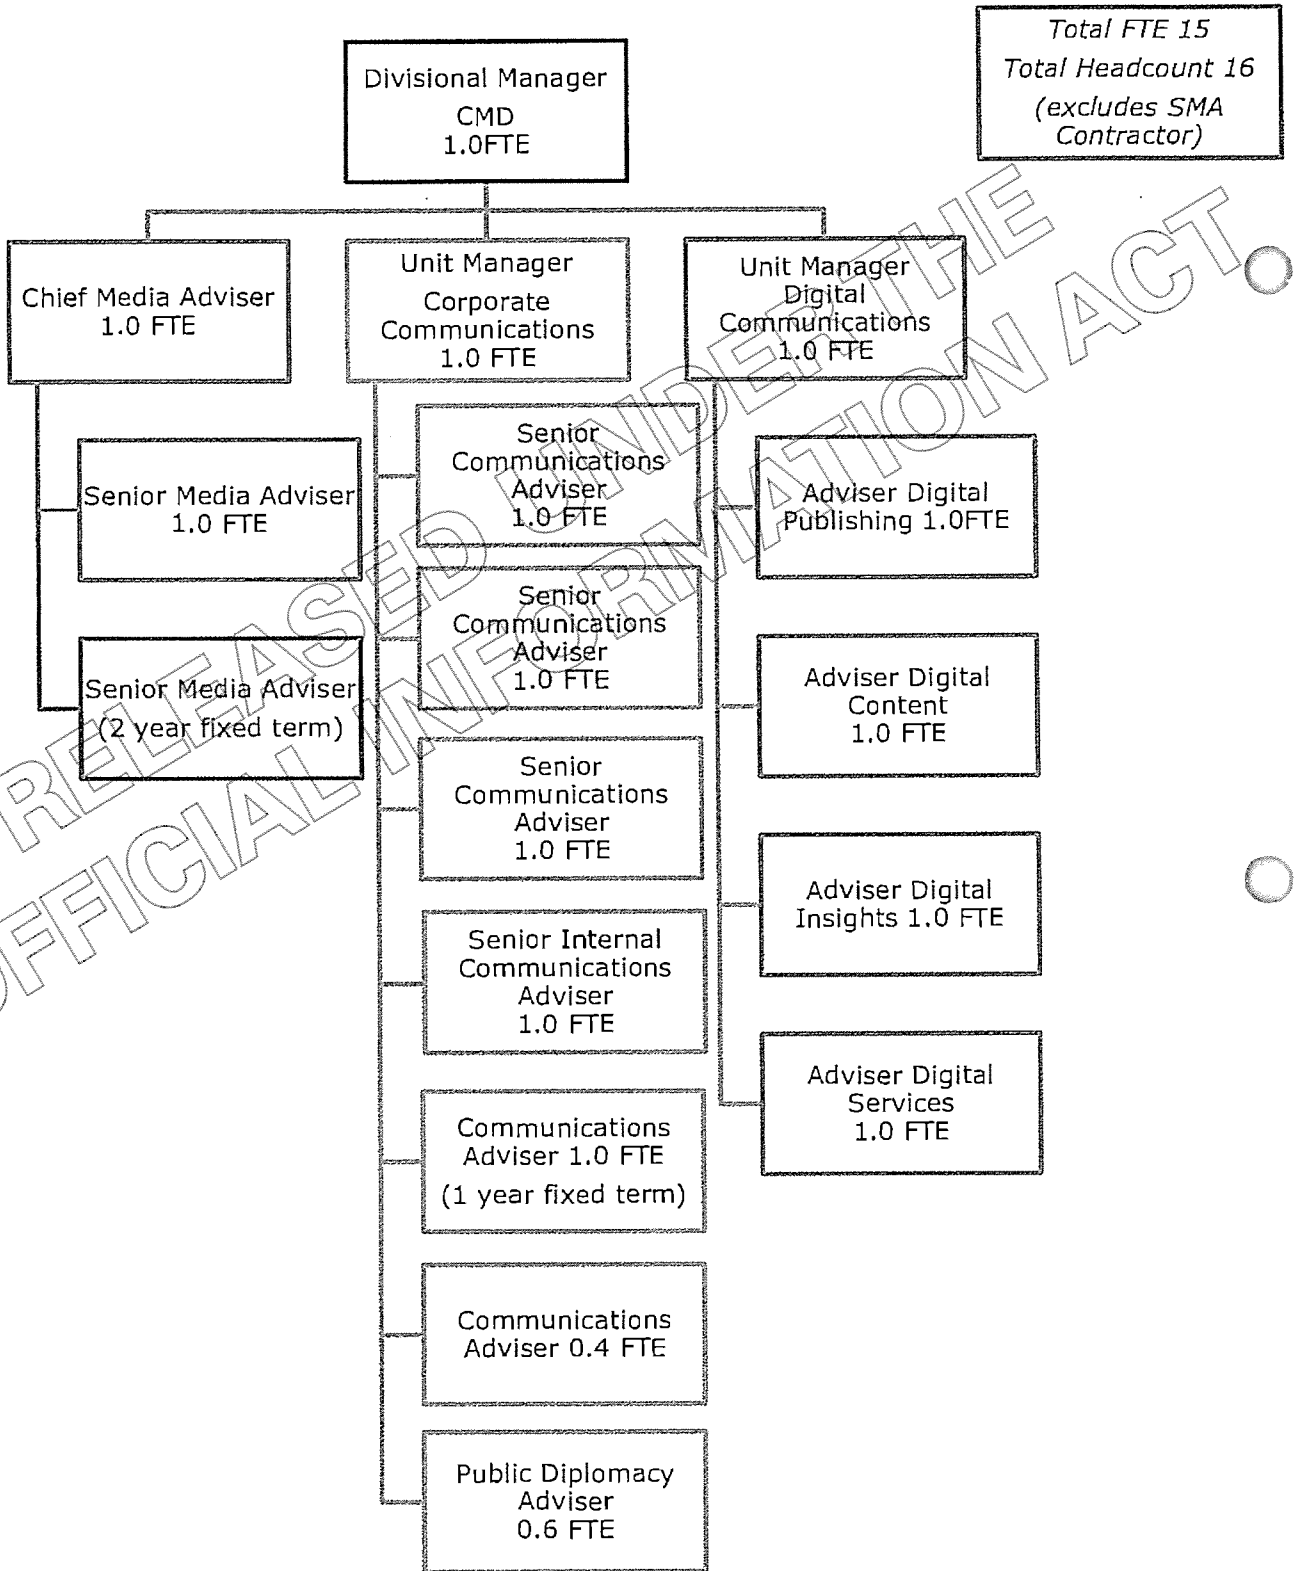 Total FTE 15
Total Headcount 16
(excludes SMA
Contractor)
Divisional Manager
CMD
1.0FTE
Chief Media Adviser
1.0 FTE
Unit Manager
Corporate
Communications
1.0 FTE
Unit Manager
Digital
Communications
1.0 FTE
Senior Media Adviser
1.0 FTE
Senior Media Adviser
(2 year fixed term)
Senior
Communications
Adviser
1.0 FTE
Senior
Communications
Adviser
1.0 FTE
Senior
Communications
Adviser
1.0 FTE
Senior Internal
Communications
Adviser
1.0 FTE
Communications
Adviser 1.0 FTE
(1 year fixed term)
Communications
Adviser 0.4 FTE
Public Diplomacy
Adviser
0.6 FTE
Adviser Digital
Publishing 1.0FTE
Adviser Digital
Content
1.0 FTE
Adviser Digital
Insights 1.0 FTE
Adviser Digital
Services
1.0 FTE
RELEASED UNDER THE
OFFICIAL INFORMATION ACT